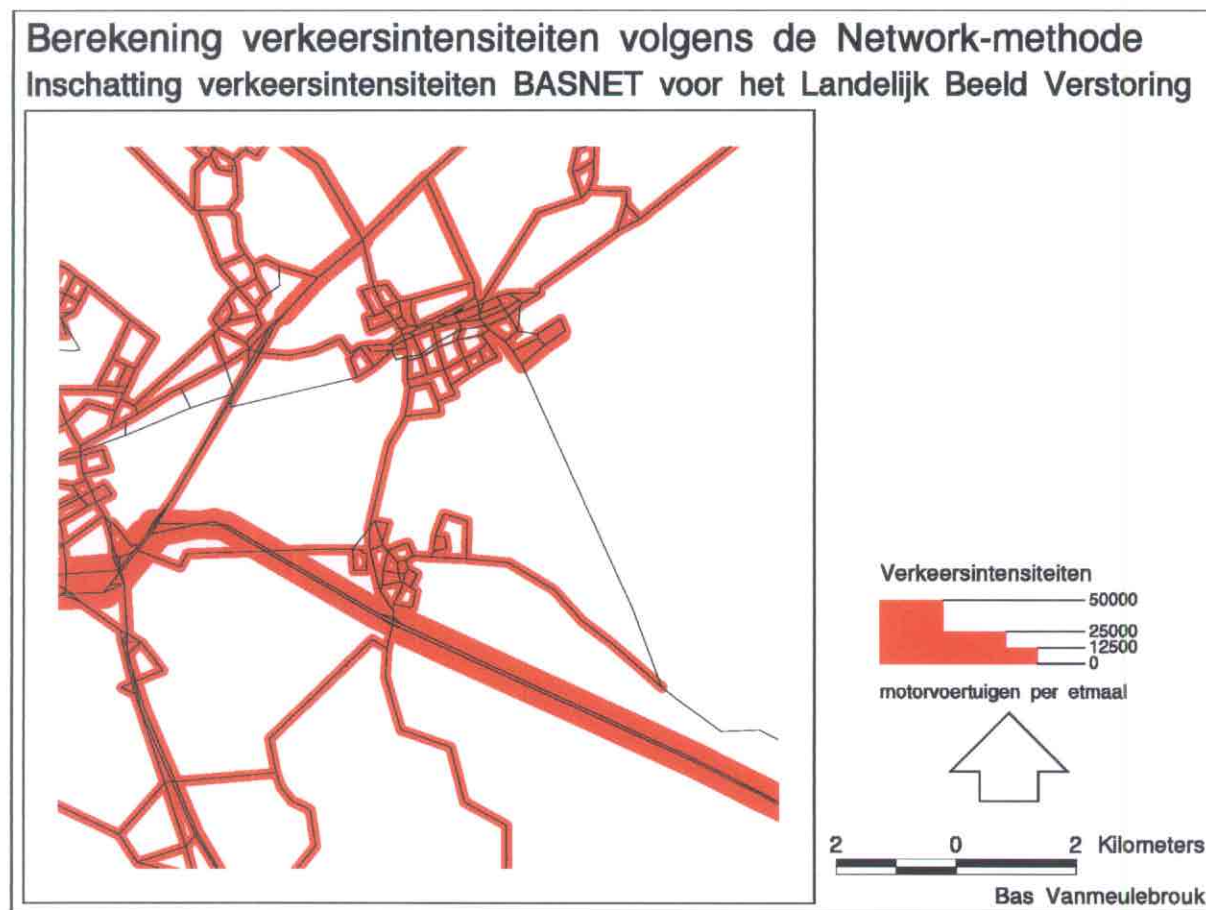 Berekening verkeersintensiteiten volgens de Network-methode
Inschatting verkeersintensiteiten BASNET voor het Landelijk Beeld Verstoring
Verkeersintensiteiten
50000
25000
12500
0
motorvoertuigen per etmaal
2 0 2 Kilometers
Bas Vanmeulebrouk